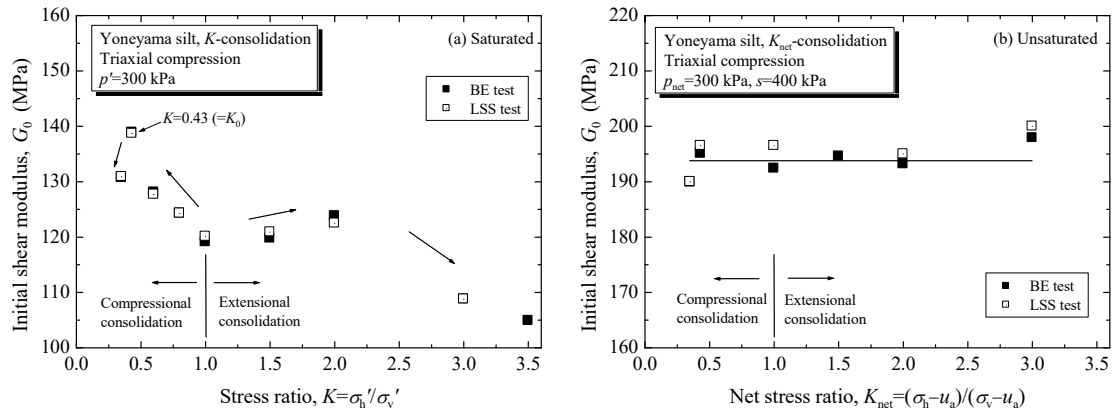 Yoneyama silt, K-consolidation
Triaxial compression
p′=300 kPa
(a) Saturated
BE test
LSS test
K=0.43 (=K₀)
Compressional
consolidation
Extensional
consolidation
160
150
140
130
120
110
100
0.0 0.5 1.0 1.5 2.0 2.5 3.0 3.5
Initial shear modulus, G₀ (MPa)
Stress ratio, K=σₕ′/σᵥ′
Yoneyama silt, Kₙₑₜ-consolidation
Triaxial compression
pₙₑₜ=300 kPa, s=400 kPa
(b) Unsaturated
Compressional
consolidation
Extensional
consolidation
BE test
LSS test
220
210
200
190
180
170
160
0.0 0.5 1.0 1.5 2.0 2.5 3.0 3.5
Initial shear modulus, G₀ (MPa)
Net stress ratio, Kₙₑₜ=(σₕ−uₐ)/(σᵥ−uₐ)